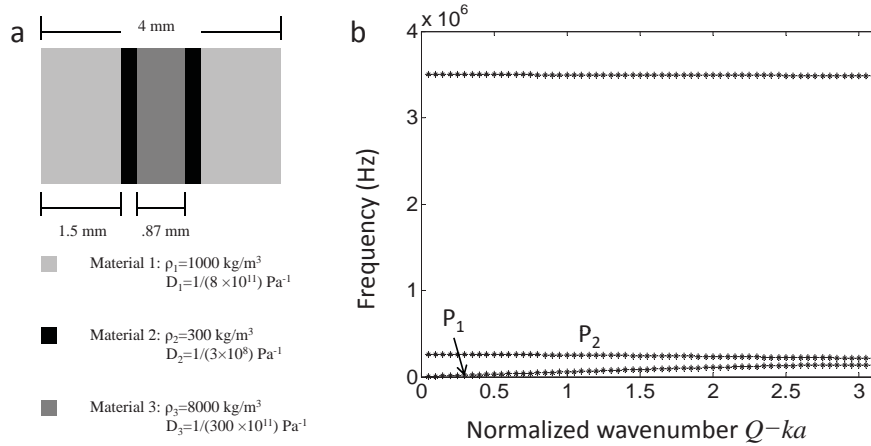 a
4 mm
1.5 mm
.87 mm
Material 1: ρ₁=1000 kg/m³
D₁=1/(8 ×10¹¹) Pa⁻¹
Material 2: ρ₂=300 kg/m³
D₂=1/(3×10⁸) Pa⁻¹
Material 3: ρ₃=8000 kg/m³
D₃=1/(300 ×10¹¹) Pa⁻¹
b
4 × 10⁶
3
2
1
0
Frequency (Hz)
P₁
P₂
0 0.5 1 1.5 2 2.5 3
Normalized wavenumber Q−ka